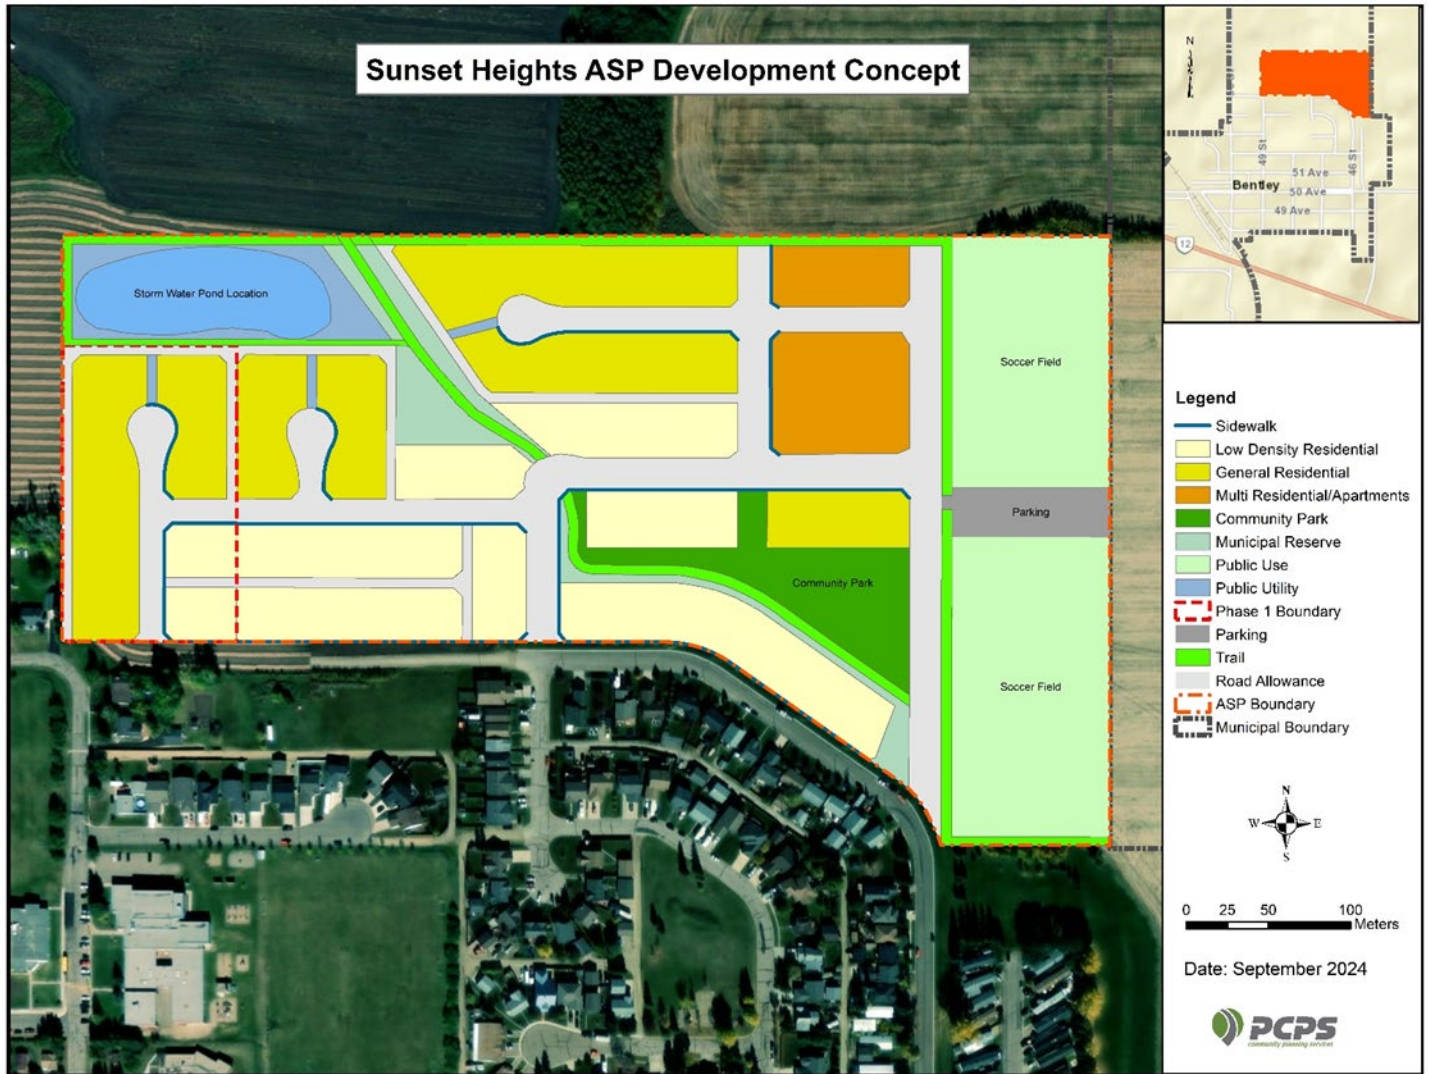 Sunset Heights ASP Development Concept
Storm Water Pond Location
Soccer Field
Parking
Community Park
Soccer Field
N
49 St
46 St
51 Ave
Bentley
50 Ave
49 Ave
12
Legend
Sidewalk
Low Density Residential
General Residential
Multi Residential/Apartments
Community Park
Municipal Reserve
Public Use
Public Utility
Phase 1 Boundary
Parking
Trail
Road Allowance
ASP Boundary
Municipal Boundary
N
W E
S
0 25 50 100
Meters
Date: September 2024
PCPS
community planning services